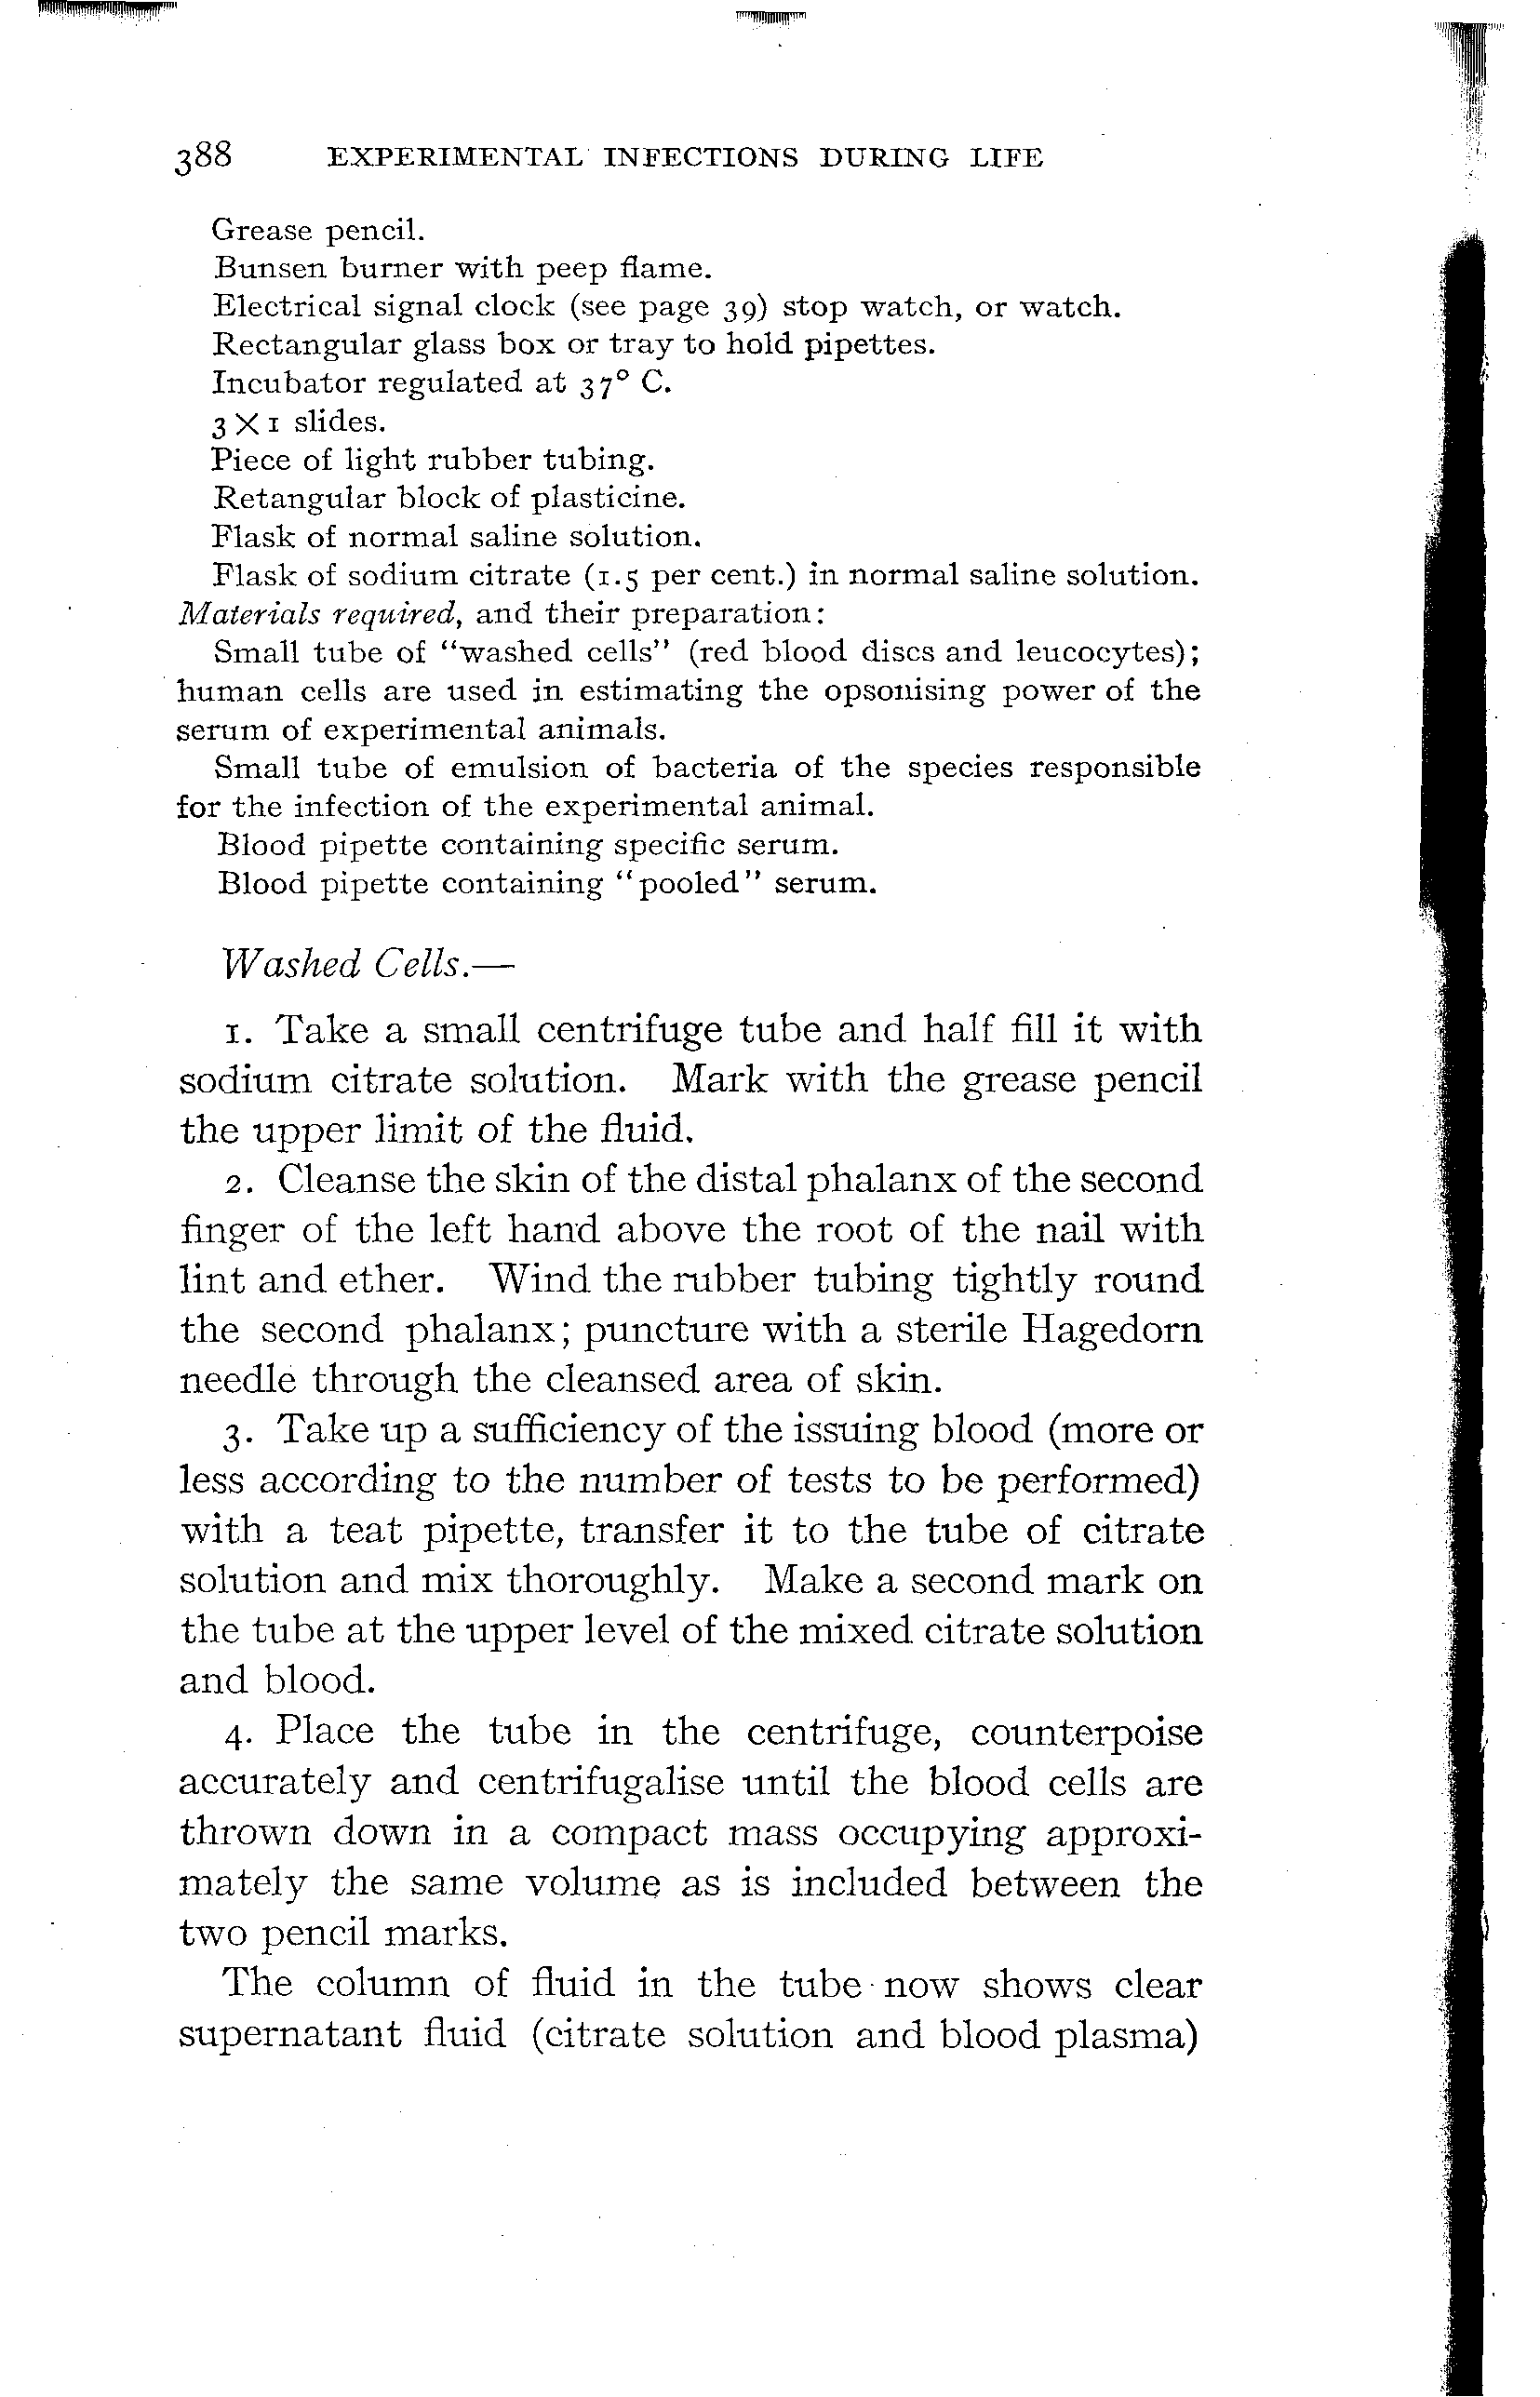 388 EXPERIMENTAL INFECTIONS DURING LIFE
Grease pencil.
Bunsen burner with peep flame.
Electrical signal clock (see page 39) stop watch, or watch.
Rectangular glass box or tray to hold pipettes.
Incubator regulated at 37° C.
3 × 1 slides.
Piece of light rubber tubing.
Retangular block of plasticine.
Flask of normal saline solution.
Flask of sodium citrate (1.5 per cent.) in normal saline solution.
Materials required, and their preparation:
Small tube of “washed cells” (red blood discs and leucocytes);
human cells are used in estimating the opsonising power of the
serum of experimental animals.
Small tube of emulsion of bacteria of the species responsible
for the infection of the experimental animal.
Blood pipette containing specific serum.
Blood pipette containing “pooled” serum.
Washed Cells.—
1. Take a small centrifuge tube and half fill it with
sodium citrate solution. Mark with the grease pencil
the upper limit of the fluid.
2. Cleanse the skin of the distal phalanx of the second
finger of the left hand above the root of the nail with
lint and ether. Wind the rubber tubing tightly round
the second phalanx; puncture with a sterile Hagedorn
needle through the cleansed area of skin.
3. Take up a sufficiency of the issuing blood (more or
less according to the number of tests to be performed)
with a teat pipette, transfer it to the tube of citrate
solution and mix thoroughly. Make a second mark on
the tube at the upper level of the mixed citrate solution
and blood.
4. Place the tube in the centrifuge, counterpoise
accurately and centrifugalise until the blood cells are
thrown down in a compact mass occupying approxi-
mately the same volume as is included between the
two pencil marks.
The column of fluid in the tube now shows clear
supernatant fluid (citrate solution and blood plasma)